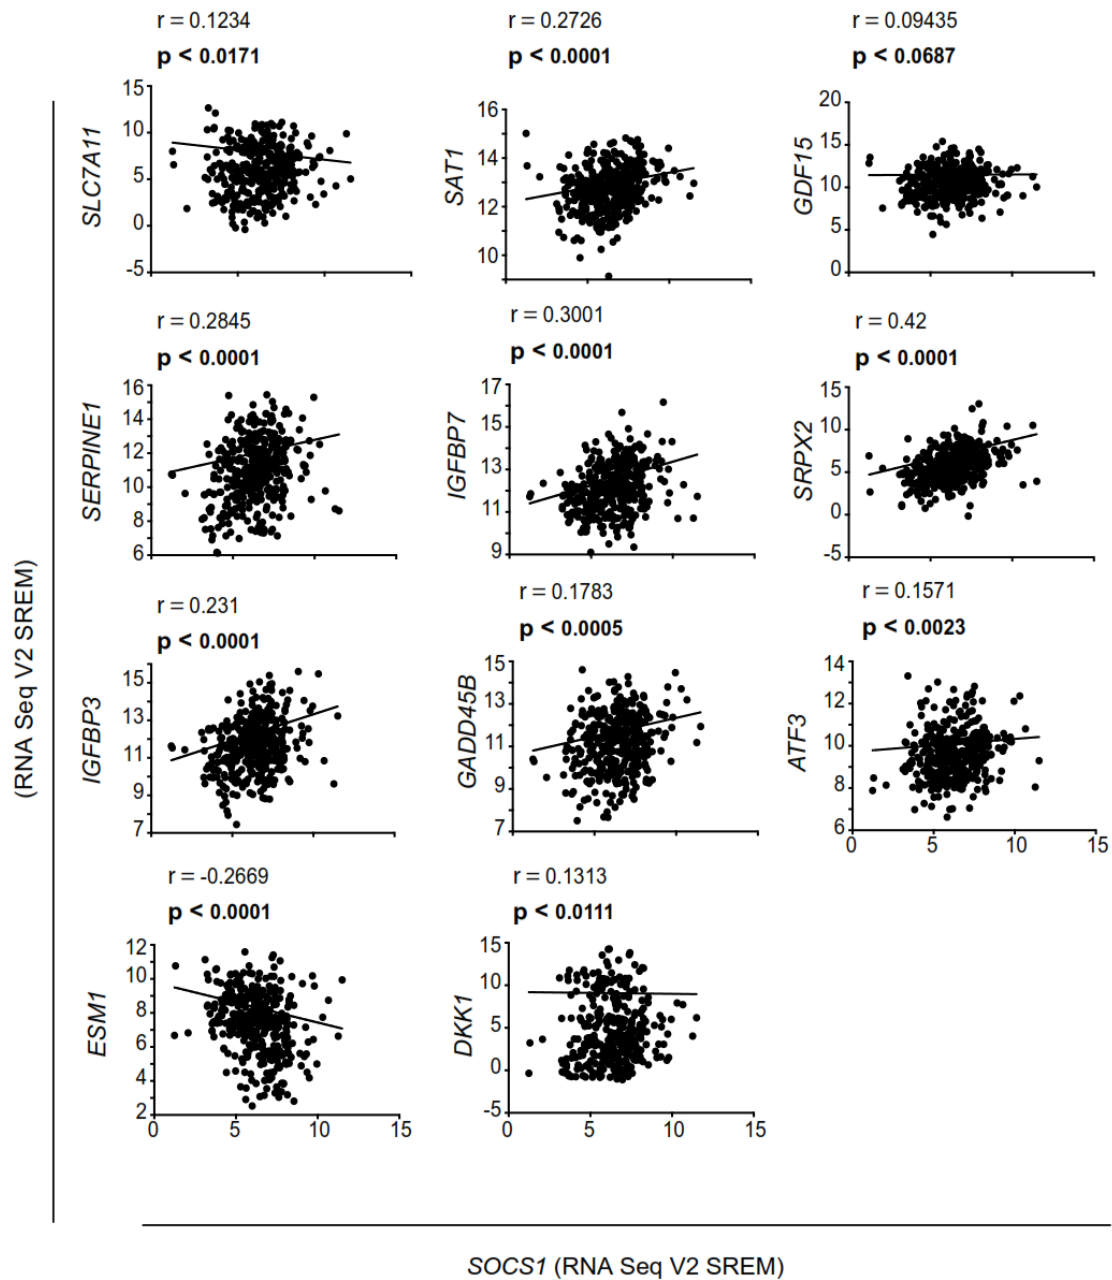 r = 0.1234
p < 0.0171
SLC7A11
15
10
5
0
-5
r = 0.2726
p < 0.0001
SAT1
16
14
12
10
r = 0.09435
p < 0.0687
GDF15
20
15
10
5
0
r = 0.2845
p < 0.0001
SERPINE1
16
14
12
10
8
6
r = 0.3001
p < 0.0001
IGFBP7
17
15
13
11
9
r = 0.42
p < 0.0001
SRPX2
15
10
5
0
-5
r = 0.231
p < 0.0001
IGFBP3
15
13
11
9
7
r = 0.1783
p < 0.0005
GADD45B
15
13
11
9
7
r = 0.1571
p < 0.0023
ATF3
14
12
10
8
6
0 5 10 15
r = -0.2669
p < 0.0001
ESM1
12
10
8
6
4
2
0 5 10 15
r = 0.1313
p < 0.0111
DKK1
15
10
5
0
-5
0 5 10 15
(RNA Seq V2 SREM)
SOCS1 (RNA Seq V2 SREM)